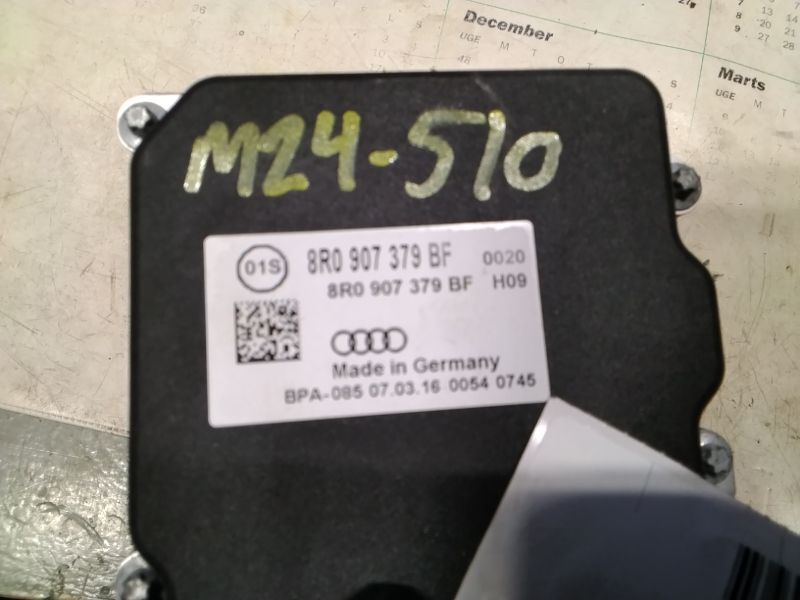 December
UGE M T O T
48
Marts
UGE M T
M24-510
01S 8R0 907 379 BF 0020
8R0 907 379 BF H09
Made in Germany
BPA-085 07.03.16 0054 0745